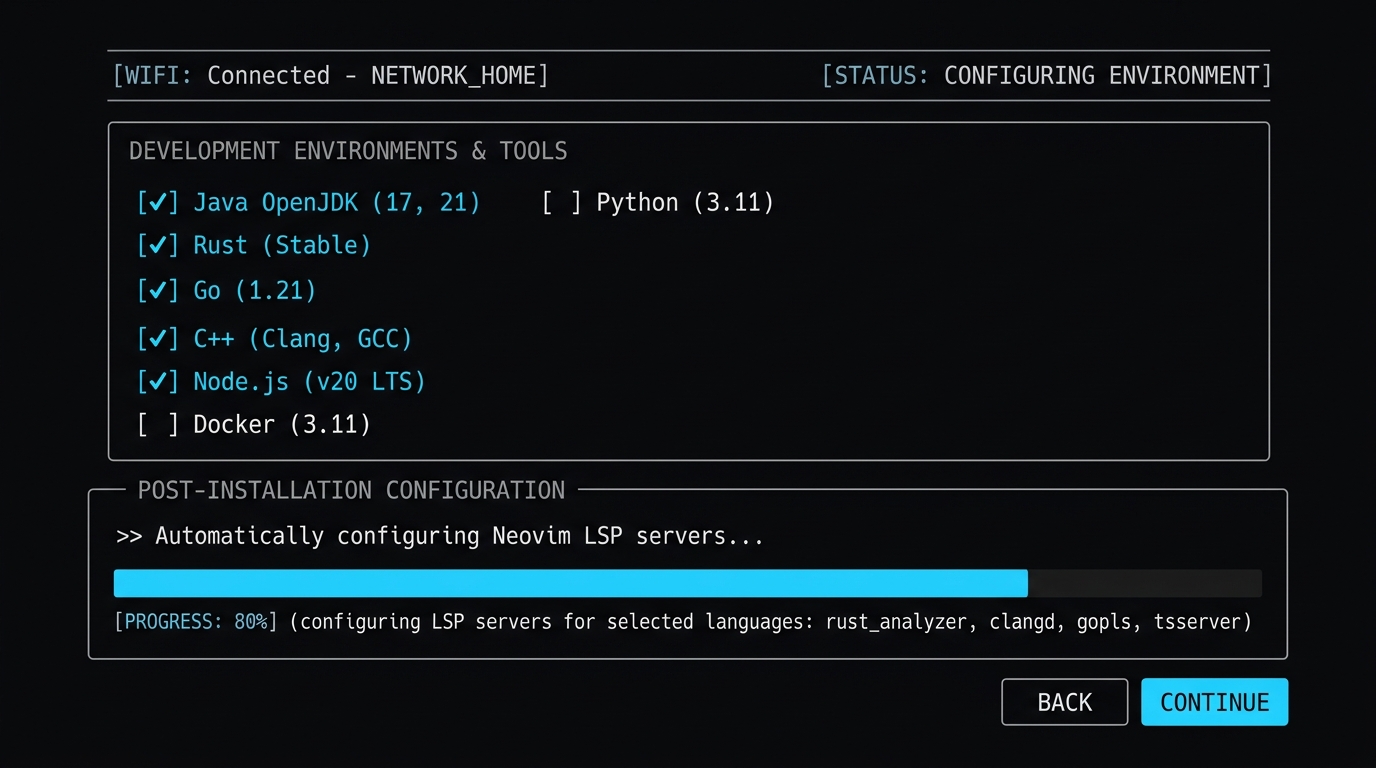 [WIFI: Connected - NETWORK_HOME] [STATUS: CONFIGURING ENVIRONMENT]
DEVELOPMENT ENVIRONMENTS & TOOLS
[✔] Java OpenJDK (17, 21) [ ] Python (3.11)
[✔] Rust (Stable)
[✔] Go (1.21)
[✔] C++ (Clang, GCC)
[✔] Node.js (v20 LTS)
[ ] Docker (3.11)
POST-INSTALLATION CONFIGURATION
>> Automatically configuring Neovim LSP servers...
[PROGRESS: 80%] (configuring LSP servers for selected languages: rust_analyzer, clangd, gopls, tsserver)
BACK CONTINUE